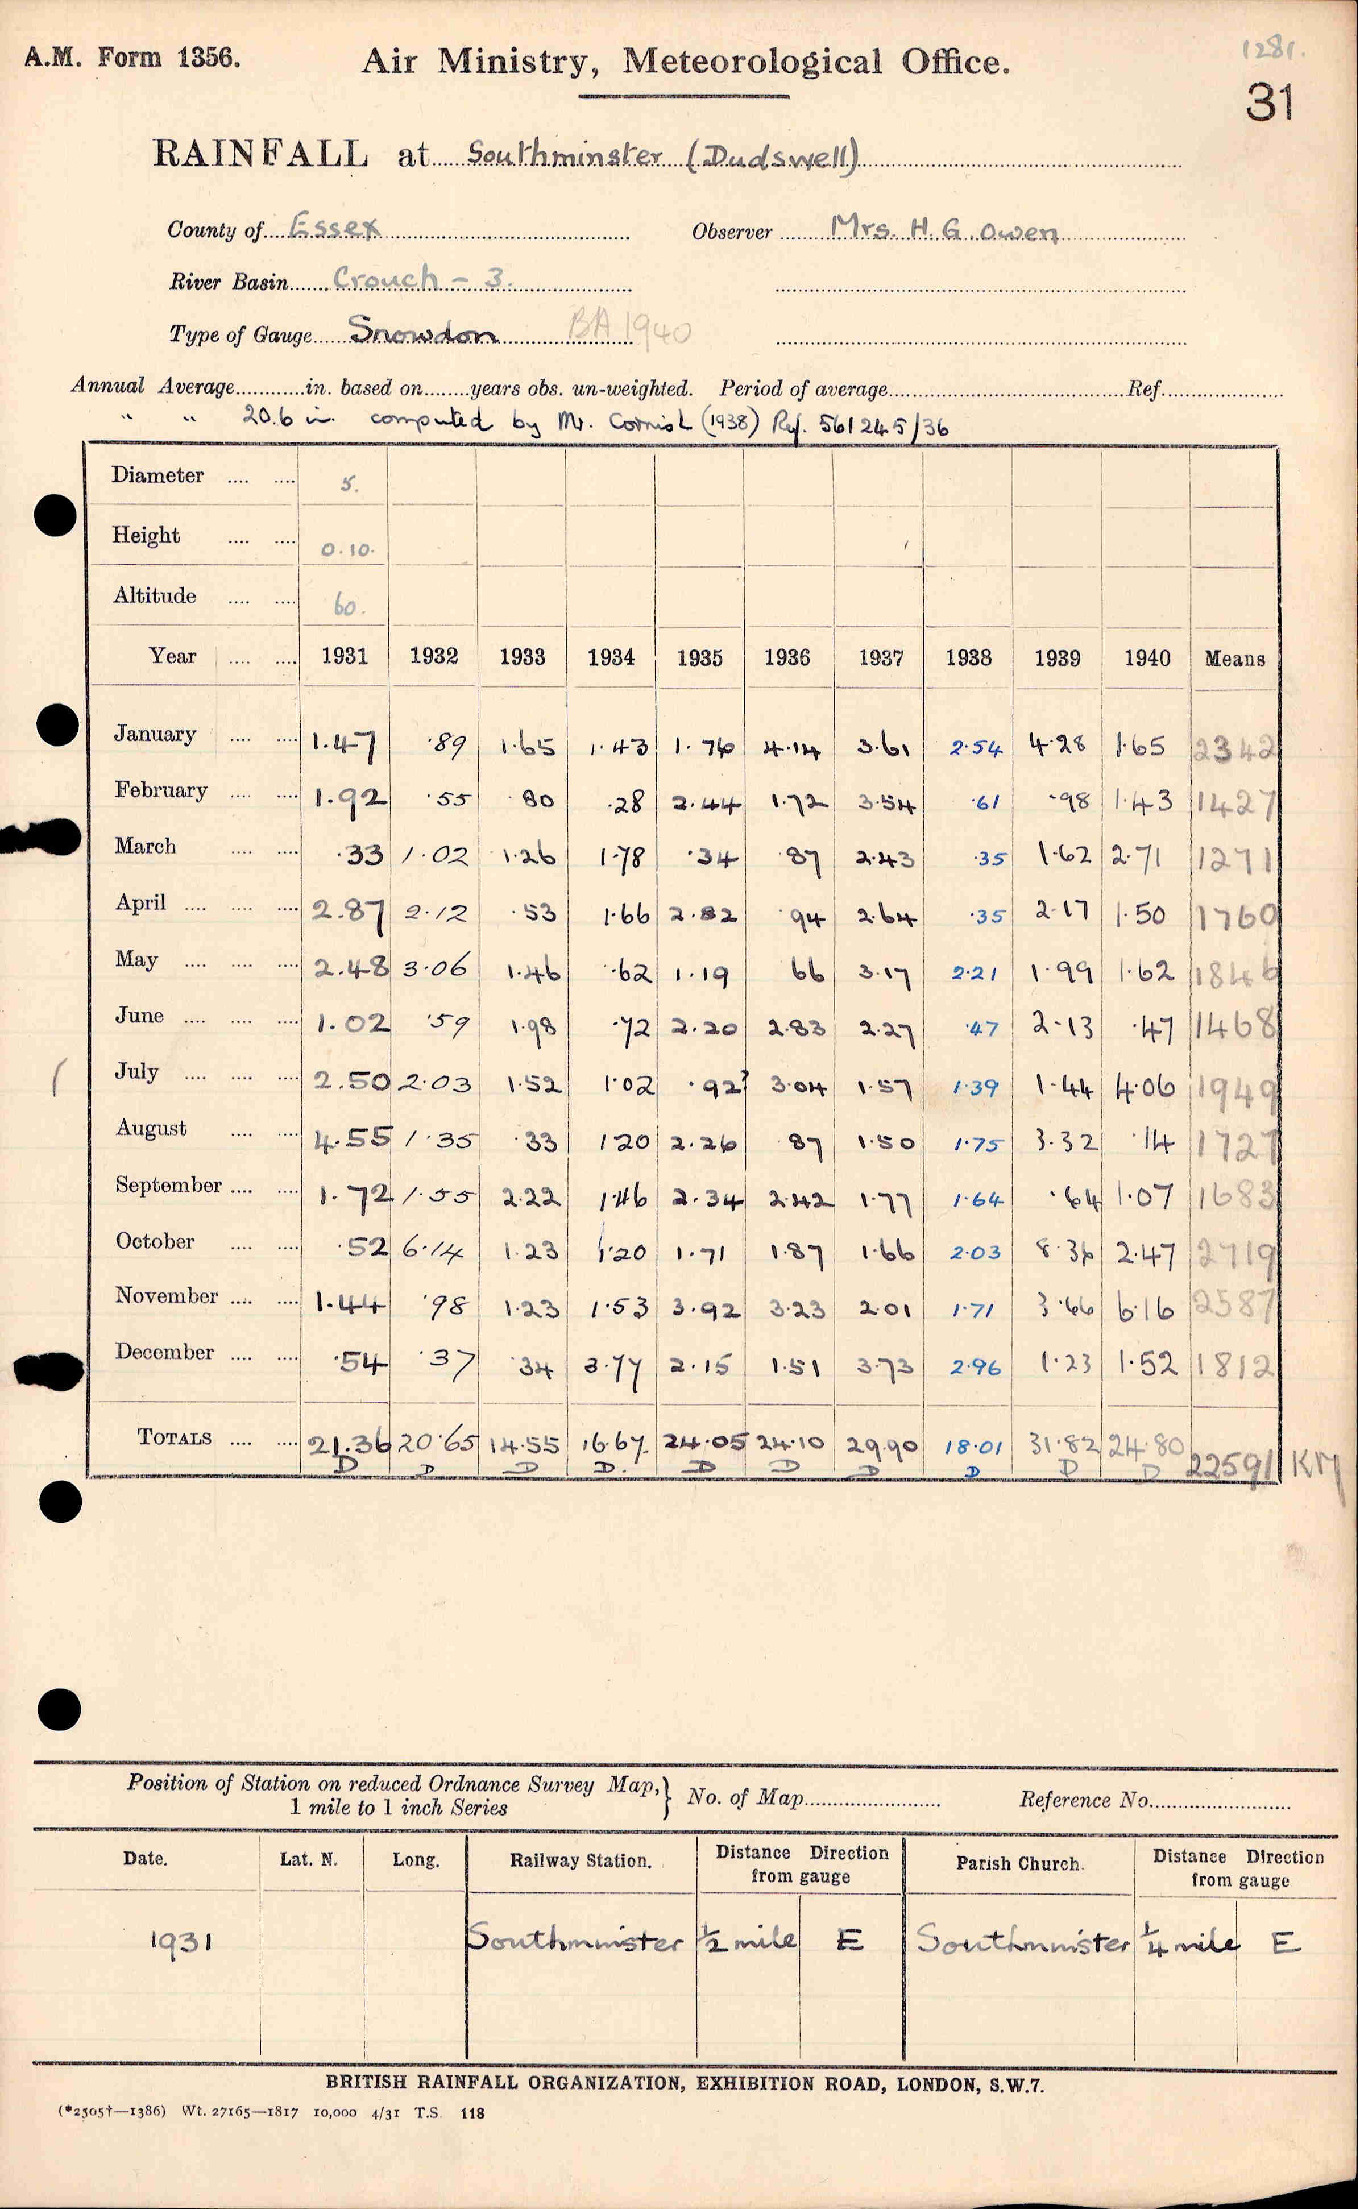 A.M. Form 1356.
Air Ministry, Meteorological Office.
1281.
31
RAINFALL at Southminster (Dudswell)
County of Essex Observer Mrs. H. G. Owen
River Basin Crouch - 3.
Type of Gauge Snowdon BA 1940
Annual Average in. based on years obs. un-weighted. Period of average Ref.
" " 20.6 in. computed by Mr. Cornish (1938) Ref. 561245/36
Diameter 5.
Height 0.10.
Altitude 60.
Year 1931 1932 1933 1934 1935 1936 1937 1938 1939 1940 Means
January 1.47 .89 1.65 1.43 1.76 4.14 3.61 2.54 4.28 1.65 2342
February 1.92 .55 .80 .28 2.44 1.72 3.54 .61 .98 1.43 1427
March .33 1.02 1.26 1.78 .34 .87 2.43 .35 1.62 2.71 1271
April 2.87 2.12 .53 1.66 2.82 .94 2.64 .35 2.17 1.50 1760
May 2.48 3.06 1.46 .62 1.19 66 3.17 2.21 1.99 1.62 1846
June 1.02 .59 1.98 .72 2.20 2.83 2.27 .47 2.13 .47 1468
July 2.50 2.03 1.52 1.02 .92? 3.04 1.57 1.39 1.44 4.06 1949
August 4.55 1.35 .33 1.20 2.26 .87 1.50 1.75 3.32 .14 1727
September 1.72 1.55 2.22 1.46 2.34 2.42 1.77 1.64 .64 1.07 1683
October .52 6.14 1.23 1.20 1.71 1.87 1.66 2.03 8.36 2.47 2719
November 1.44 .98 1.23 1.53 3.92 3.23 2.01 1.71 3.66 6.16 2587
December .54 .37 .34 3.77 2.15 1.51 3.73 2.96 1.23 1.52 1812
TOTALS 21.36 20.65 14.55 16.67 24.05 24.10 29.90 18.01 31.82 24.80 22591 KM
D D D D. D D D D D D
Position of Station on reduced Ordnance Survey Map, } No. of Map Reference No.
1 mile to 1 inch Series
Date. Lat. N. Long. Railway Station. Distance Direction from gauge Parish Church. Distance Direction from gauge
1931 Southminster 1/2 mile E Southminster 1/4 mile E
BRITISH RAINFALL ORGANIZATION, EXHIBITION ROAD, LONDON, S.W.7.
(*2505†—1386) Wt. 27165—1817 10,000 4/31 T.S. 118